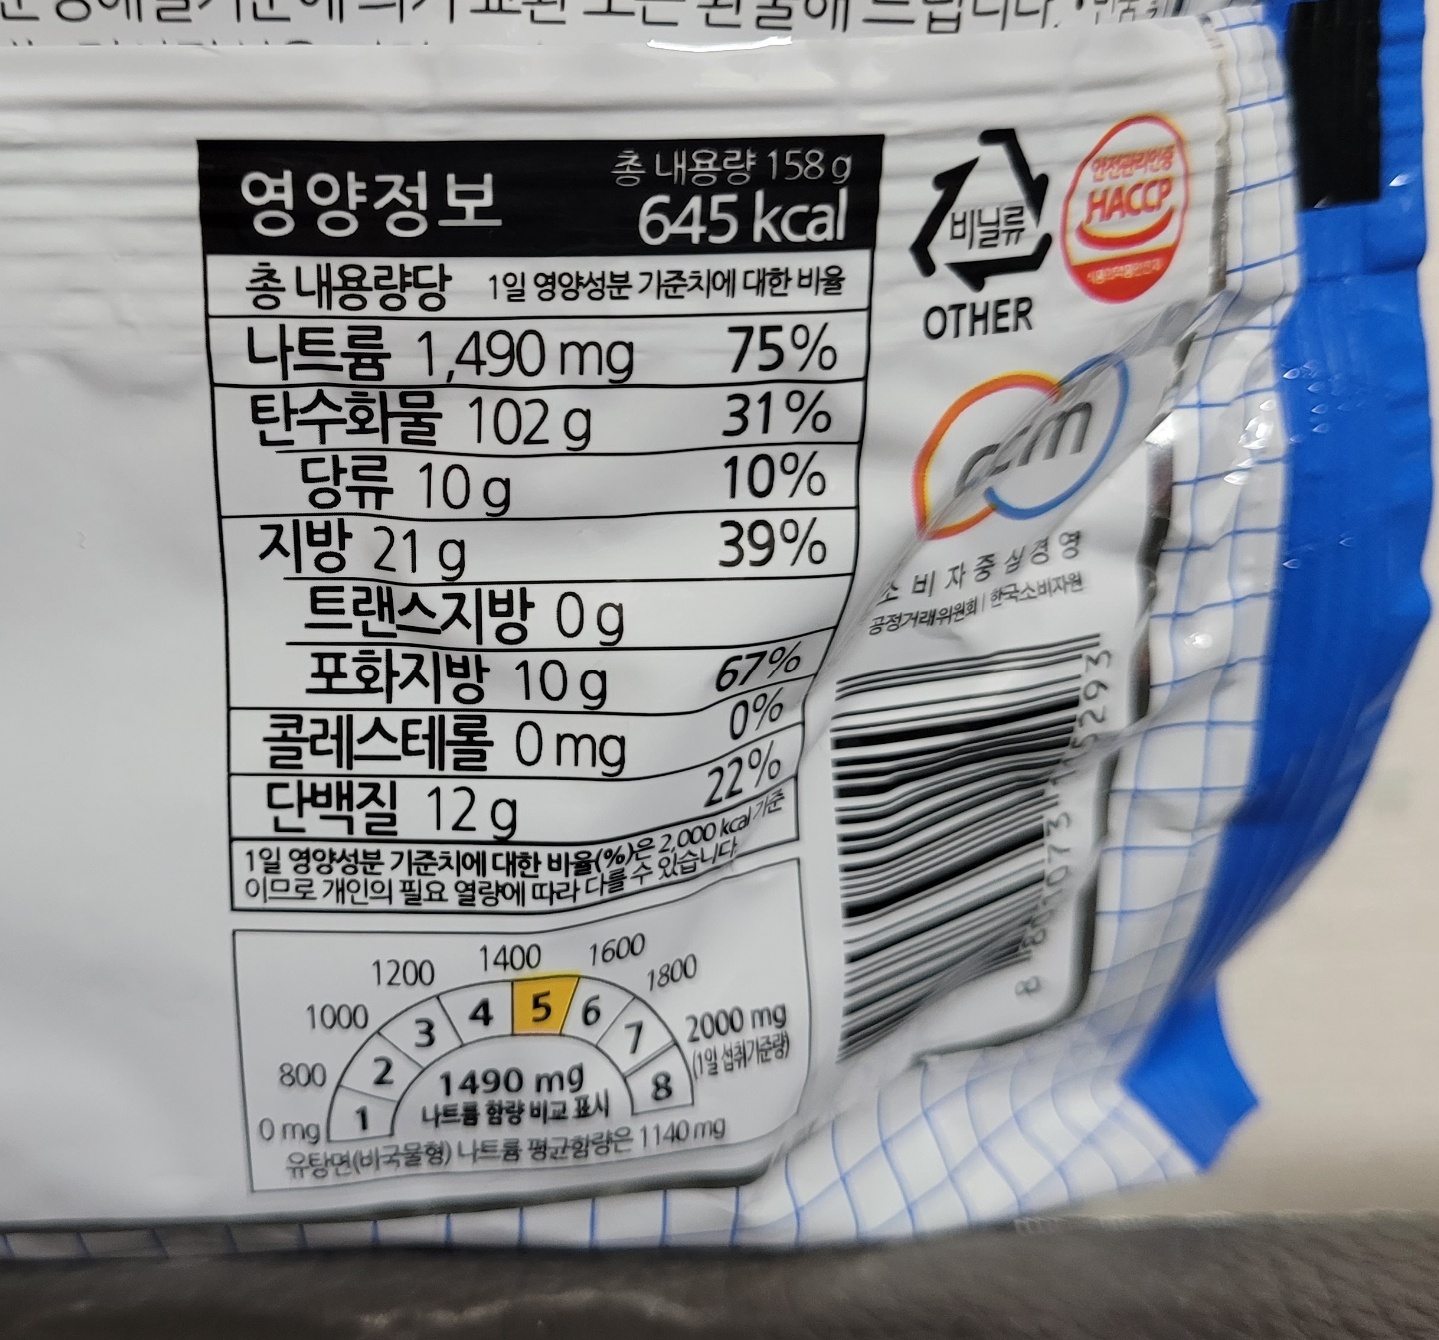 총 내용량 158 g
영양정보 645 kcal
총 내용량당 1일 영양성분 기준치에 대한 비율
나트륨 1,490 mg 75%
탄수화물 102 g 31%
당류 10 g 10%
지방 21 g 39%
트랜스지방 0 g
포화지방 10 g 67%
콜레스테롤 0 mg 0%
단백질 12 g 22%
1일 영양성분 기준치에 대한 비율(%)은 2,000 kcal 기준
이므로 개인의 필요 열량에 따라 다를 수 있습니다
0 mg 800 1000 1200 1400 1600 1800 2000 mg
(1일 섭취기준량)
1 2 3 4 5 6 7 8
1490 mg
나트륨 함량 비교 표시
유탕면(비국물형) 나트륨 평균함량은 1140 mg
비닐류
OTHER
안전관리인증
HACCP
ccm
소비자중심경영
공정거래위원회 | 한국소비자원